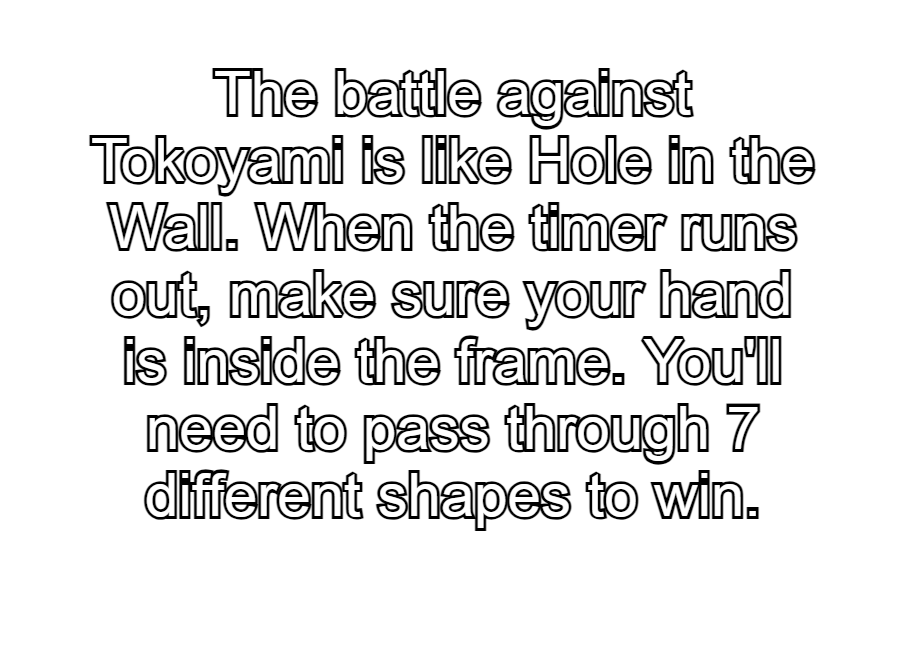 The battle against
Tokoyami is like Hole in the
Wall. When the timer runs
out, make sure your hand
is inside the frame. You'll
need to pass through 7
different shapes to win.